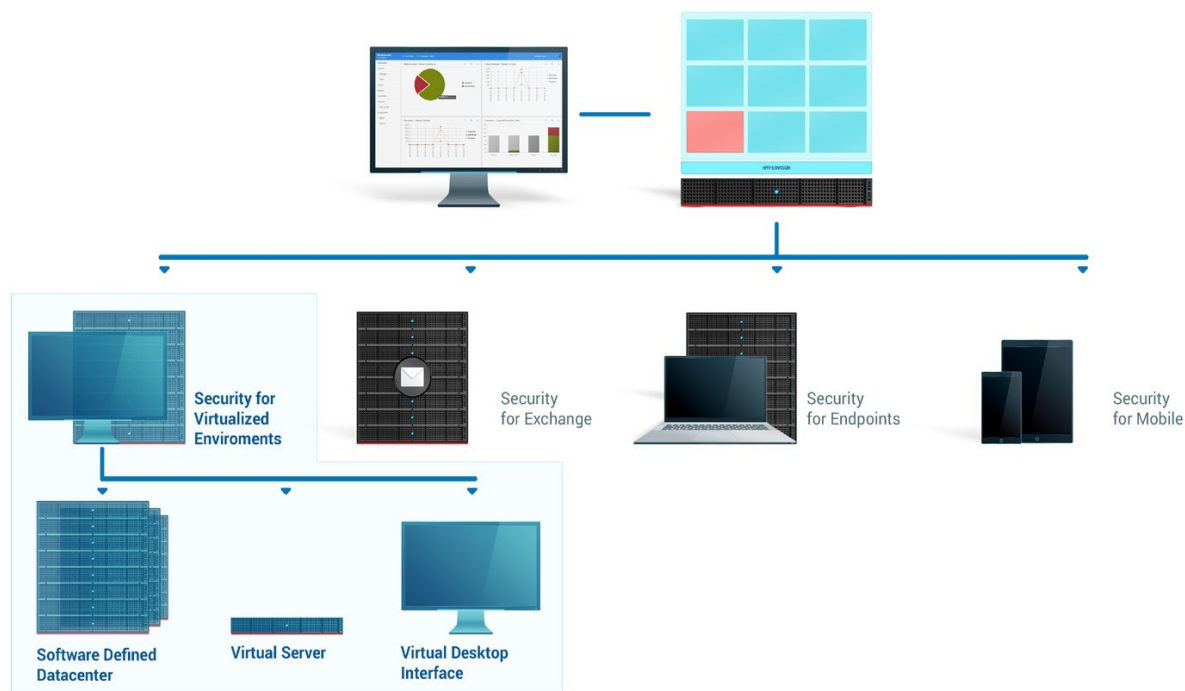 HYPERVISOR
Security for
Virtualized
Enviroments
Security
for Exchange
Security
for Endpoints
Security
for Mobile
Software Defined
Datacenter
Virtual Server
Virtual Desktop
Interface